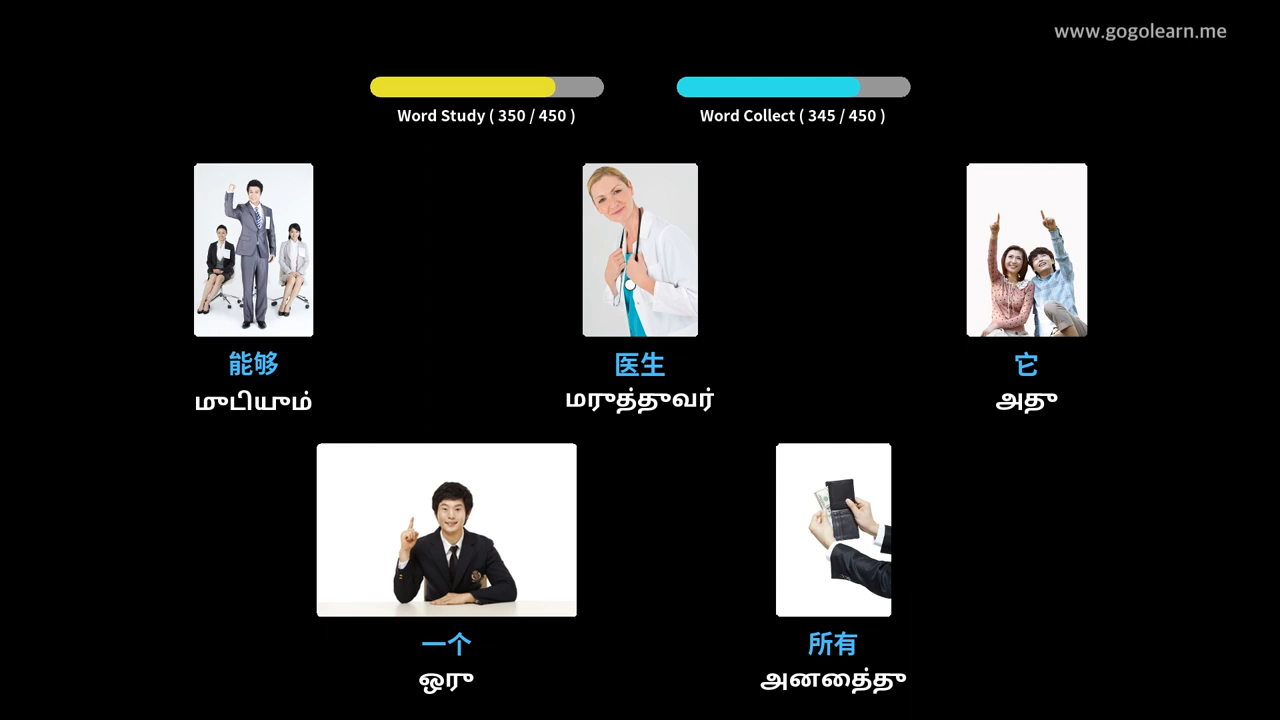 www.gogolearn.me
Word Study ( 350 / 450 )
Word Collect ( 345 / 450 )
能够
முடியும்
医生
மருத்துவர்
它
அது
一个
ஒரு
所有
அனைத்து